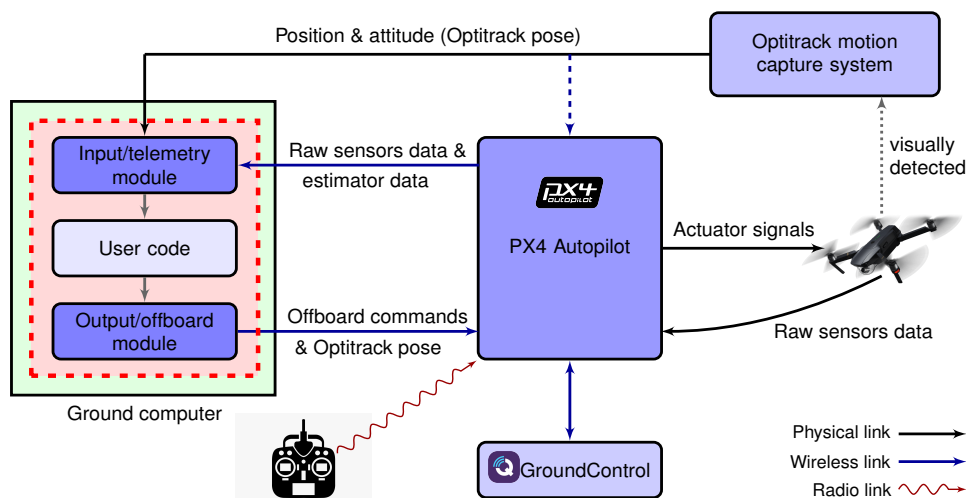 Position & attitude (Optitrack pose)
Optitrack motion
capture system
Input/telemetry
module
Raw sensors data &
estimator data
visually
detected
px4
autopilot
User code
PX4 Autopilot
Actuator signals
Output/offboard
module
Offboard commands
& Optitrack pose
Raw sensors data
Ground computer
Q
GroundControl
Physical link
Wireless link
Radio link